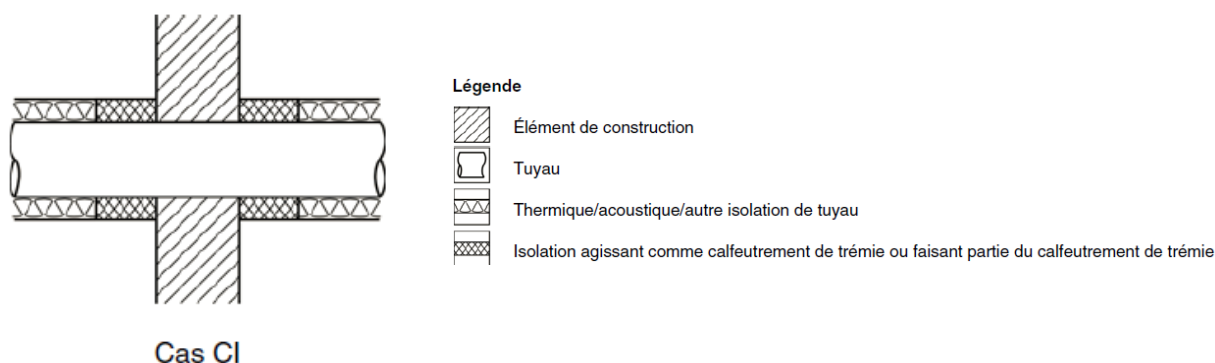 Légende
Élément de construction
Tuyau
Thermique/acoustique/autre isolation de tuyau
Isolation agissant comme calfeutrement de trémie ou faisant partie du calfeutrement de trémie
Cas CI